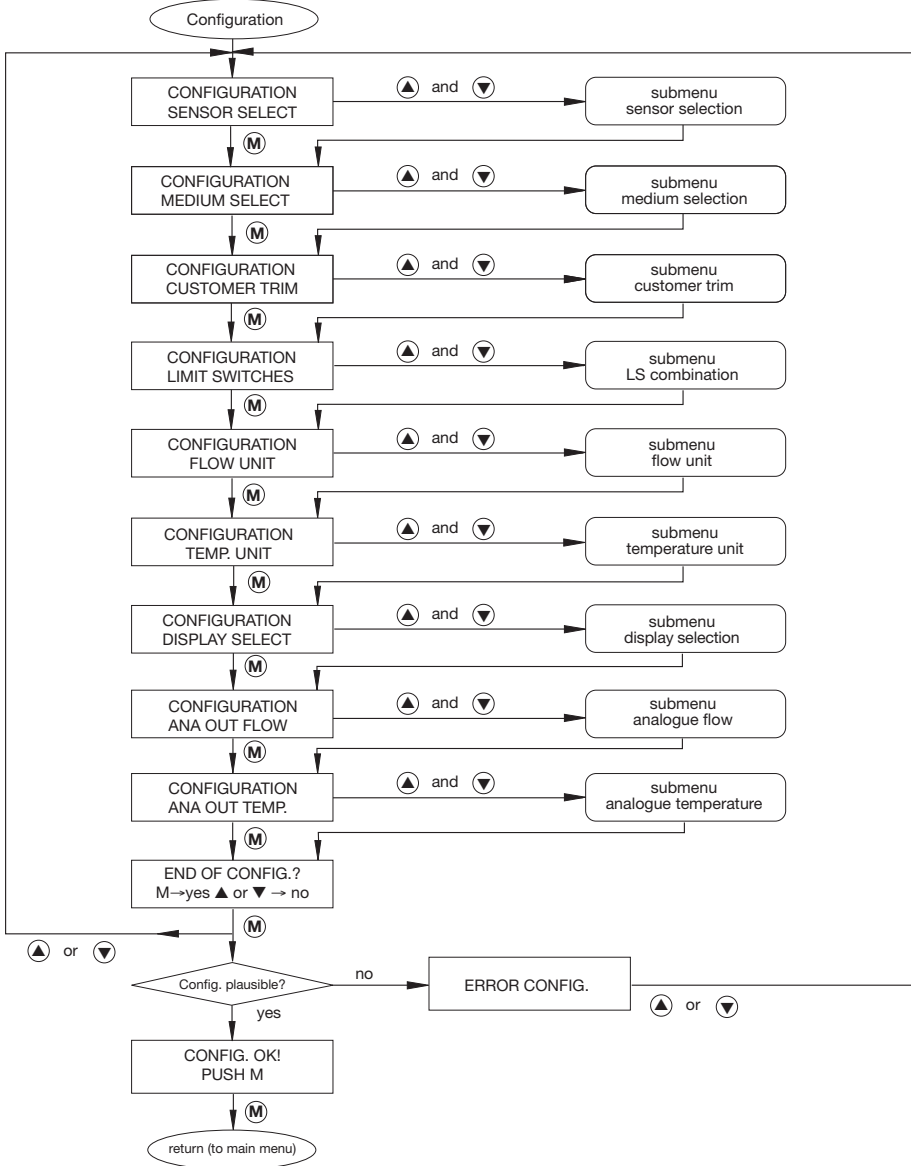 Configuration
CONFIGURATION
SENSOR SELECT
▲ and ▼
submenu
sensor selection
M
CONFIGURATION
MEDIUM SELECT
▲ and ▼
submenu
medium selection
M
CONFIGURATION
CUSTOMER TRIM
▲ and ▼
submenu
customer trim
M
CONFIGURATION
LIMIT SWITCHES
▲ and ▼
submenu
LS combination
M
CONFIGURATION
FLOW UNIT
▲ and ▼
submenu
flow unit
M
CONFIGURATION
TEMP. UNIT
▲ and ▼
submenu
temperature unit
M
CONFIGURATION
DISPLAY SELECT
▲ and ▼
submenu
display selection
M
CONFIGURATION
ANA OUT FLOW
▲ and ▼
submenu
analogue flow
M
CONFIGURATION
ANA OUT TEMP.
▲ and ▼
submenu
analogue temperature
M
END OF CONFIG.?
M→yes ▲ or ▼ → no
M
▲ or ▼
Config. plausible?
no
ERROR CONFIG.
▲ or ▼
yes
CONFIG. OK!
PUSH M
M
return (to main menu)